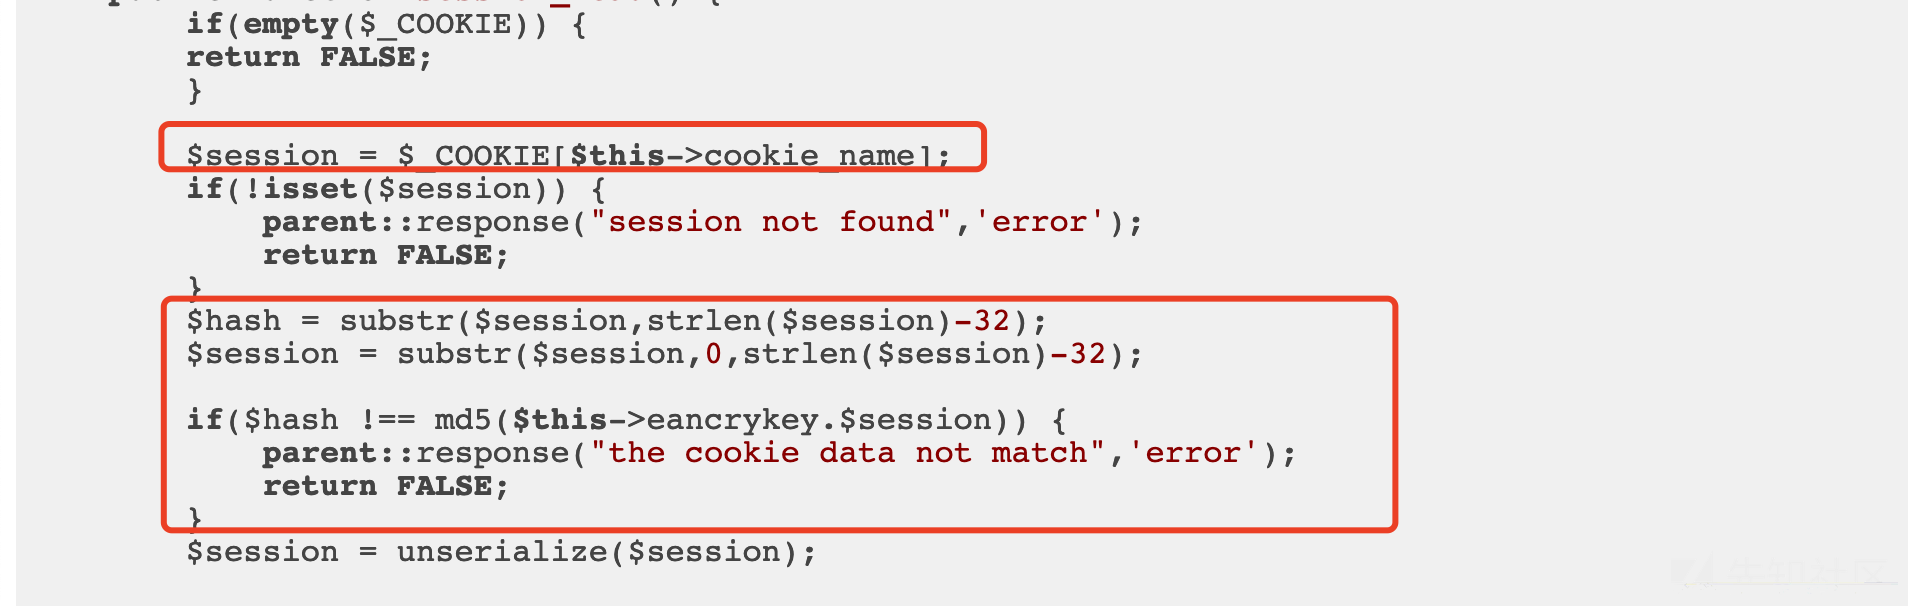 if(empty($_COOKIE)) {
return FALSE;
}
$session = $_COOKIE[$this->cookie_name];
if(!isset($session)) {
parent::response("session not found",'error');
return FALSE;
}
$hash = substr($session,strlen($session)-32);
$session = substr($session,0,strlen($session)-32);
if($hash !== md5($this->eancrykey.$session)) {
parent::response("the cookie data not match",'error');
return FALSE;
}
$session = unserialize($session);